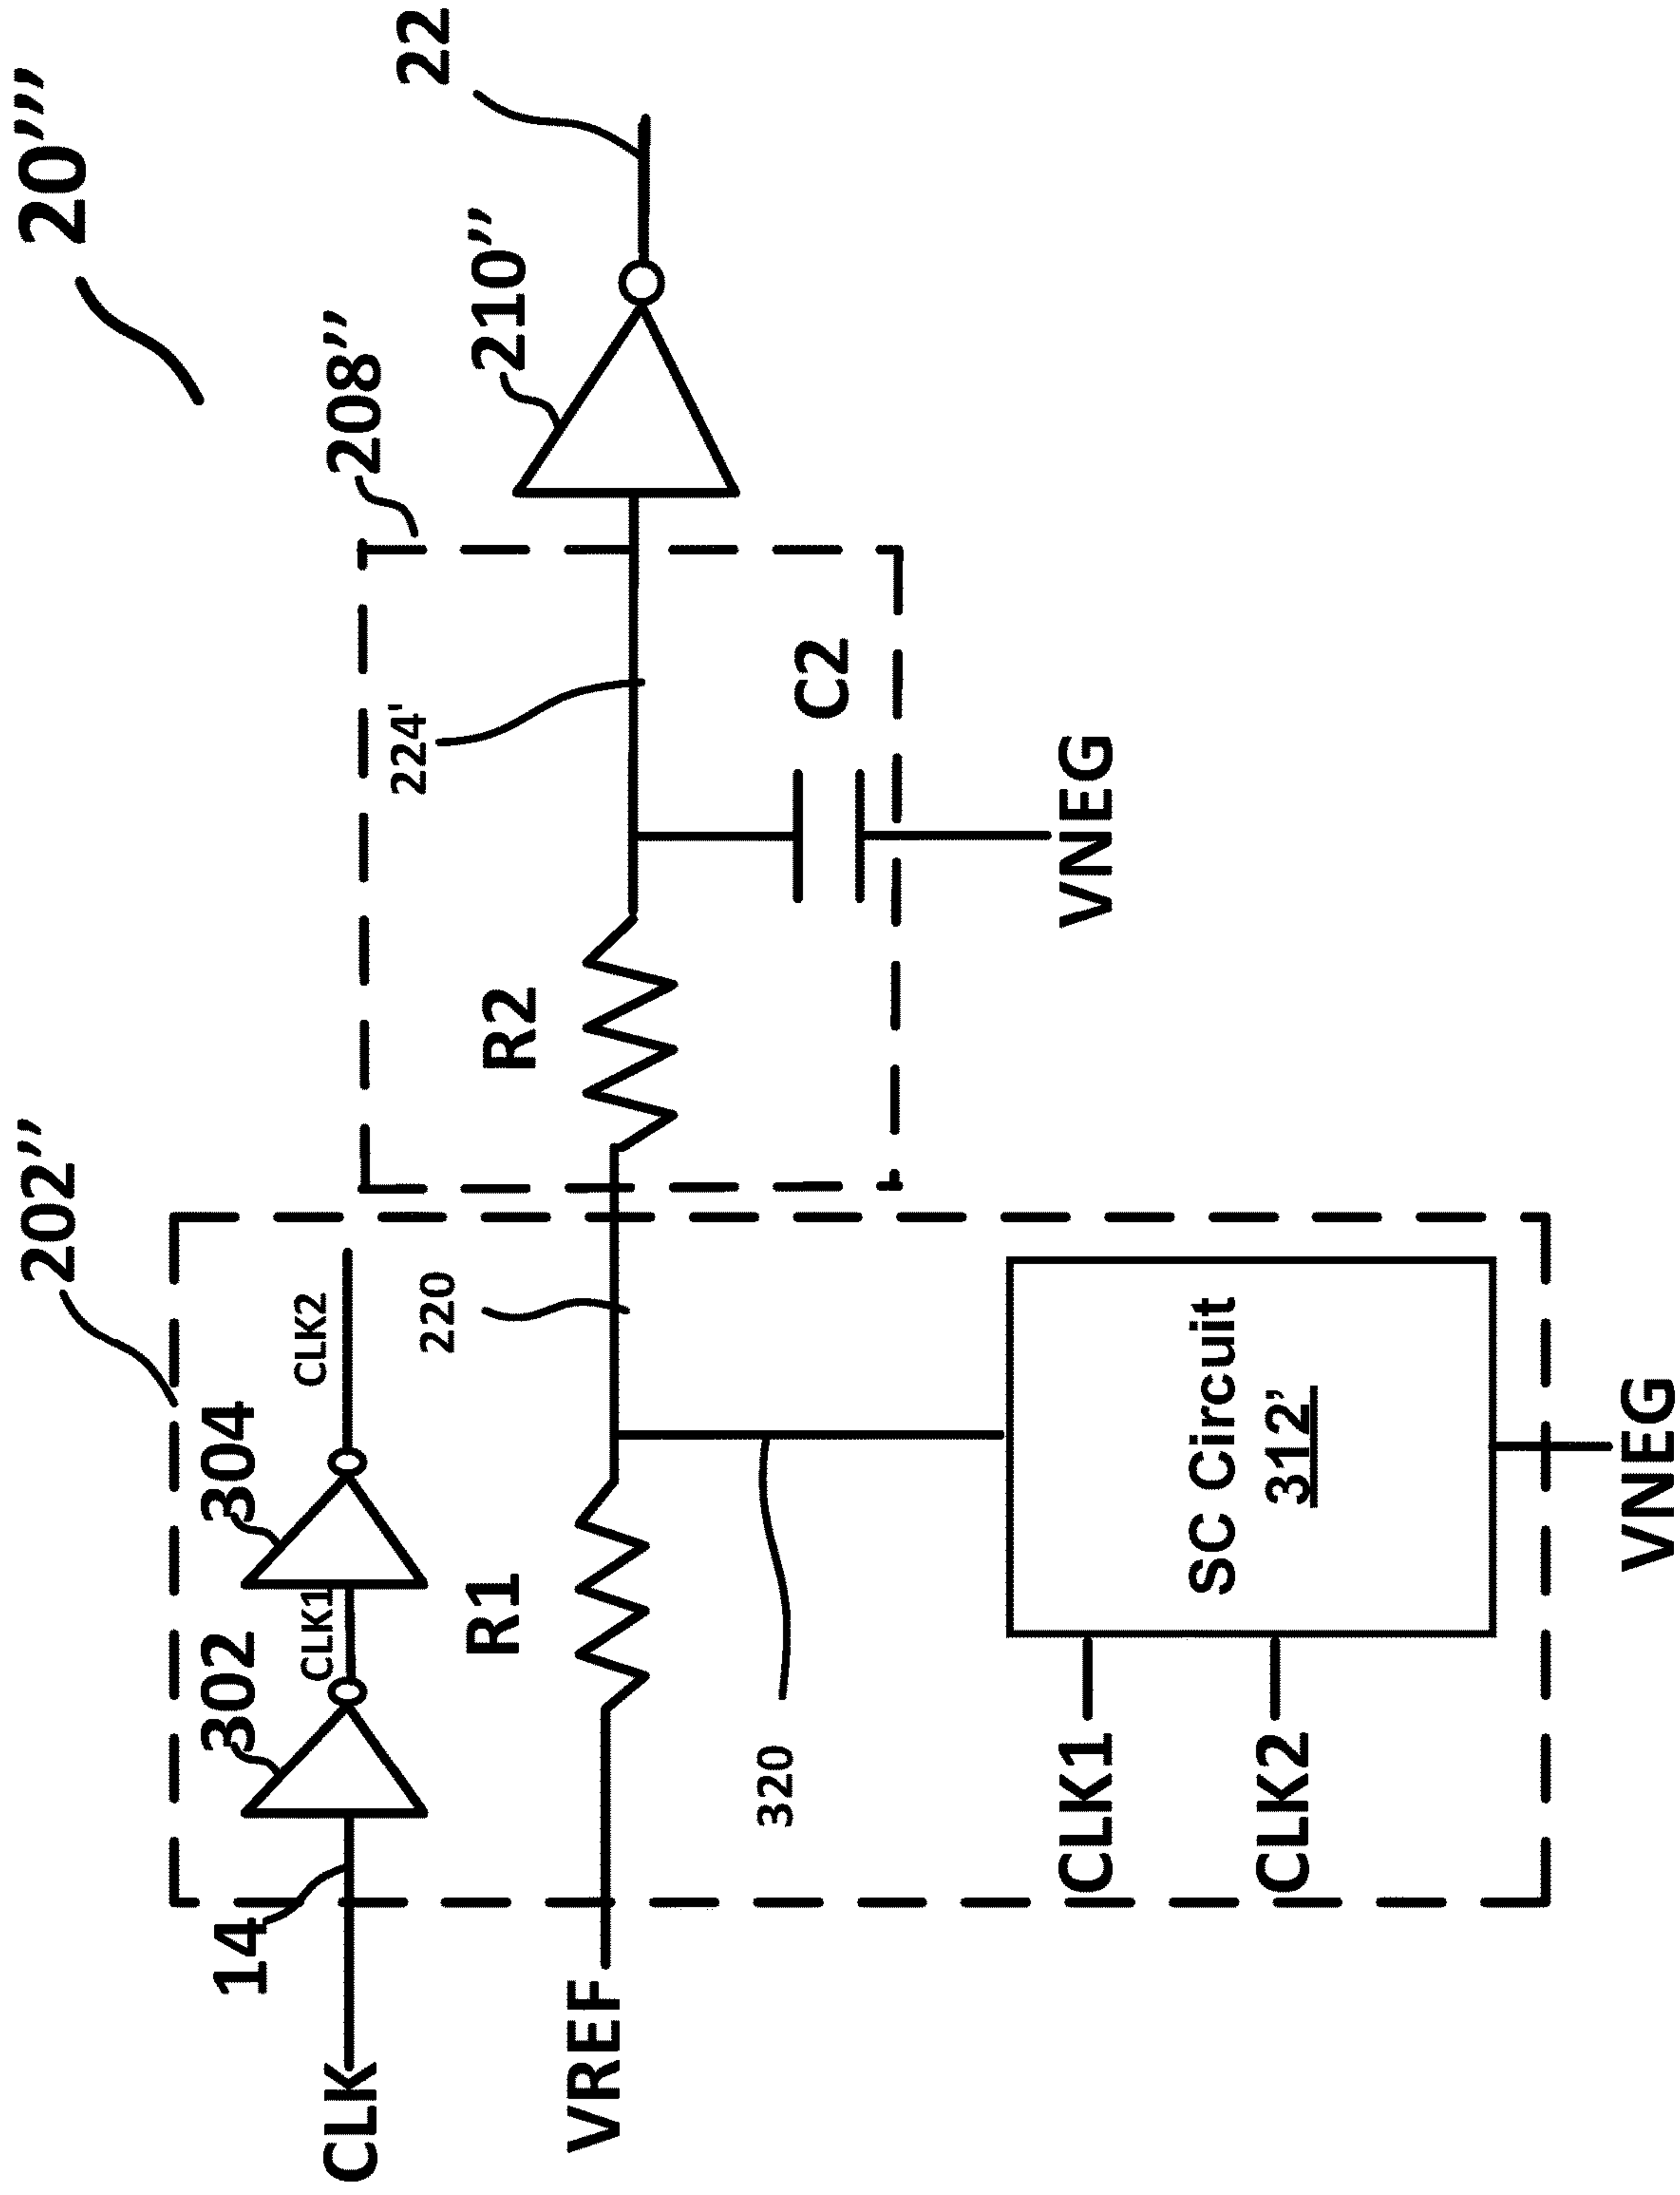 20”’
202”
208”
210”
22
302
304
CLK1
CLK2
14
CLK
220
224'
R1
R2
C2
VREF
320
VNEG
CLK1
CLK2
SC Circuit
312’
VNEG